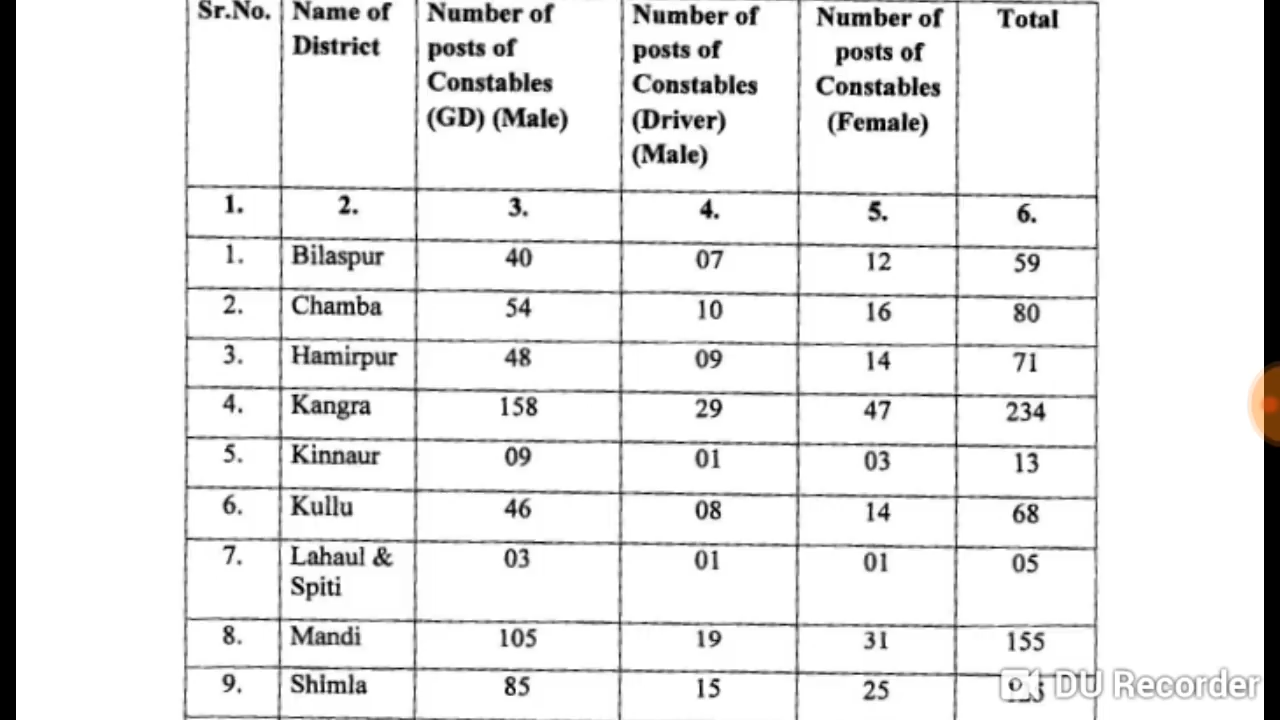 Sr.No. Name of District Number of posts of Constables (GD) (Male) Number of posts of Constables (Driver) (Male) Number of posts of Constables (Female) Total
1. 2. 3. 4. 5. 6.
1. Bilaspur 40 07 12 59
2. Chamba 54 10 16 80
3. Hamirpur 48 09 14 71
4. Kangra 158 29 47 234
5. Kinnaur 09 01 03 13
6. Kullu 46 08 14 68
7. Lahaul & Spiti 03 01 01 05
8. Mandi 105 19 31 155
9. Shimla 85 15 25
DU Recorder